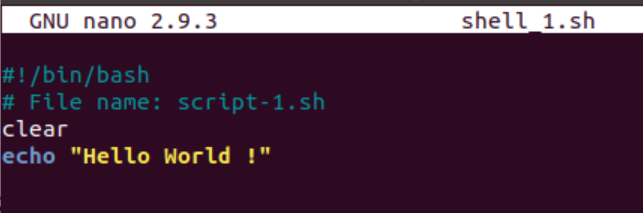 GNU nano 2.9.3 shell_1.sh
#!/bin/bash
# File name: script-1.sh
clear
echo "Hello World !"